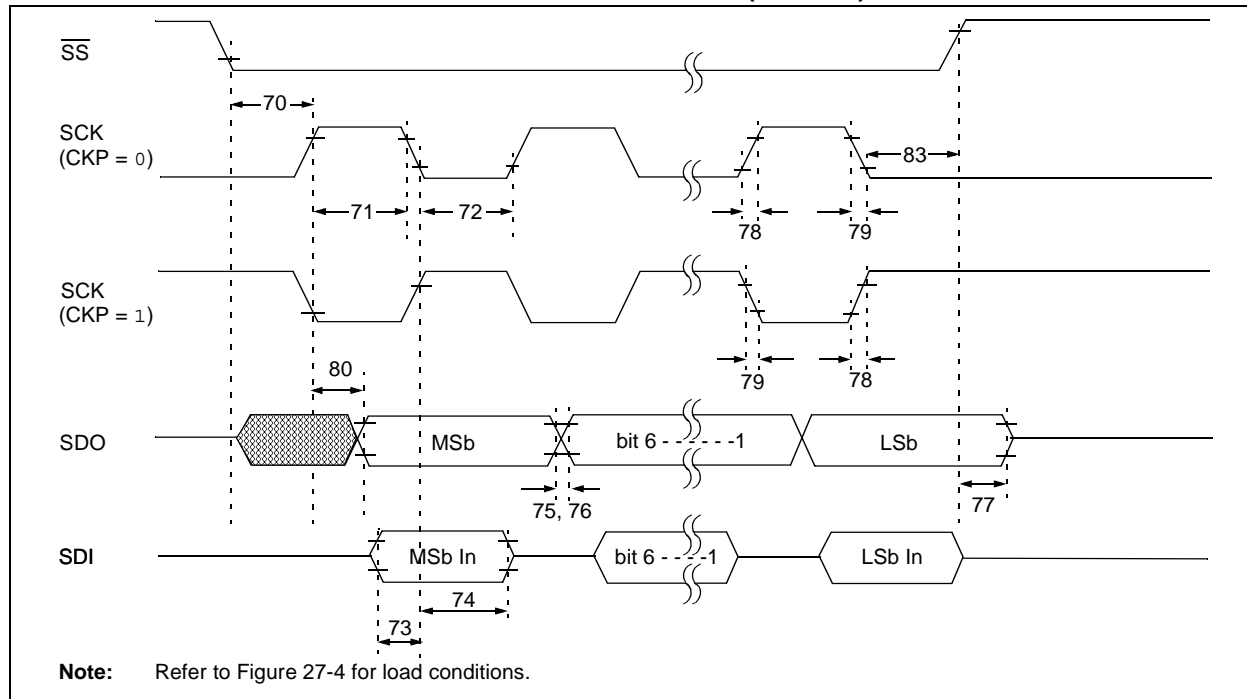 SS
70
SCK
(CKP = 0)
83
71
72
78
79
SCK
(CKP = 1)
79
78
80
SDO
MSb
bit 6 - - - - - -1
LSb
75, 76
77
SDI
MSb In
bit 6 - - - -1
LSb In
74
73
Note: Refer to Figure 27-4 for load conditions.